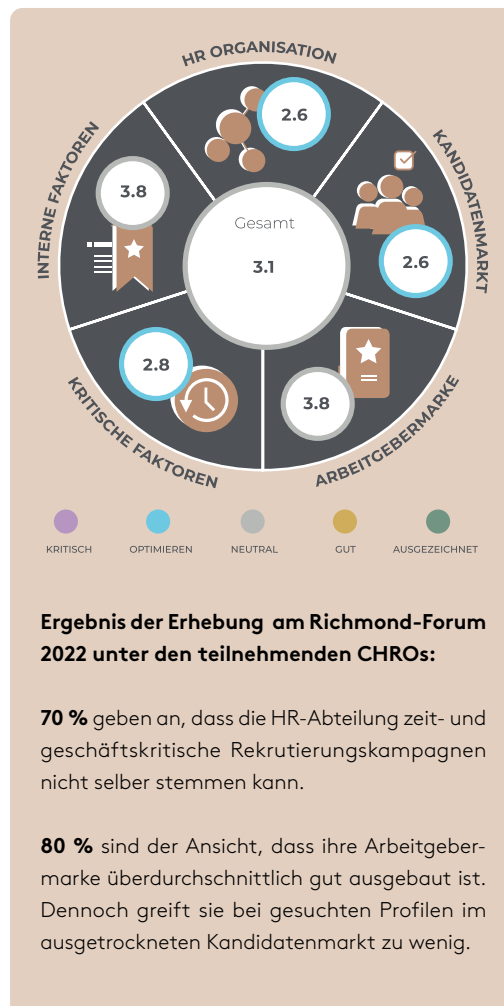 HR ORGANISATION
2.6
KANDIDATENMARKT
2.6
ARBEITGEBERMARKE
3.8
KRITISCHE FAKTOREN
2.8
INTERNE FAKTOREN
3.8
Gesamt
3.1
KRITISCH
OPTIMIEREN
NEUTRAL
GUT
AUSGEZEICHNET
Ergebnis der Erhebung am Richmond-Forum
2022 unter den teilnehmenden CHROs:
70 % geben an, dass die HR-Abteilung zeit- und
geschäftskritische Rekrutierungskampagnen
nicht selber stemmen kann.
80 % sind der Ansicht, dass ihre Arbeitgeber-
marke überdurchschnittlich gut ausgebaut ist.
Dennoch greift sie bei gesuchten Profilen im
ausgetrockneten Kandidatenmarkt zu wenig.